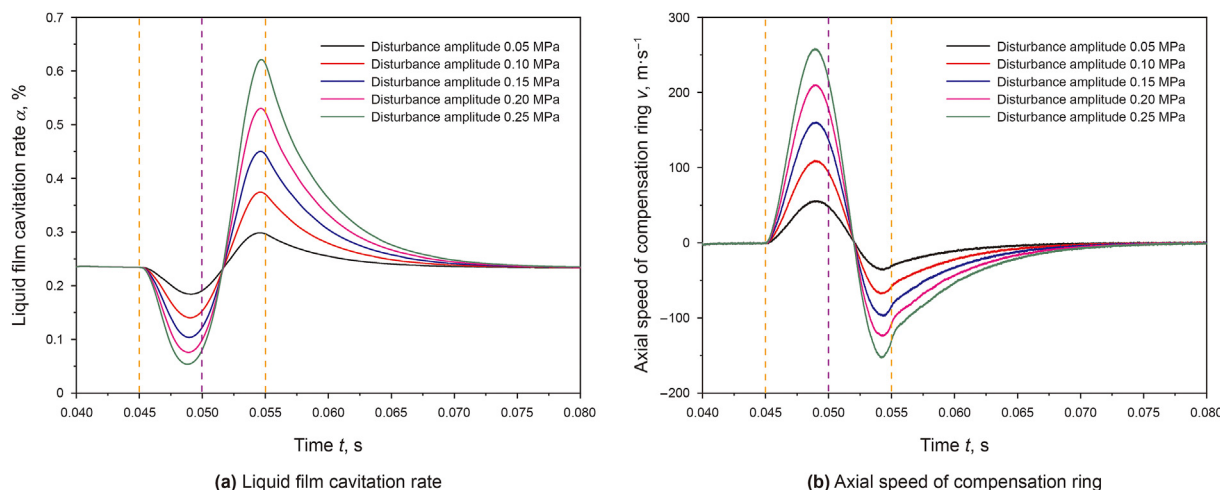 0.7
0.6
0.5
0.4
0.3
0.2
0.1
0
Liquid film cavitation rate α, %
Disturbance amplitude 0.05 MPa
Disturbance amplitude 0.10 MPa
Disturbance amplitude 0.15 MPa
Disturbance amplitude 0.20 MPa
Disturbance amplitude 0.25 MPa
0.040 0.045 0.050 0.055 0.060 0.065 0.070 0.075 0.080
Time t, s
(a) Liquid film cavitation rate
300
200
100
0
−100
−200
Axial speed of compensation ring v, m·s⁻¹
Disturbance amplitude 0.05 MPa
Disturbance amplitude 0.10 MPa
Disturbance amplitude 0.15 MPa
Disturbance amplitude 0.20 MPa
Disturbance amplitude 0.25 MPa
0.040 0.045 0.050 0.055 0.060 0.065 0.070 0.075 0.080
Time t, s
(b) Axial speed of compensation ring